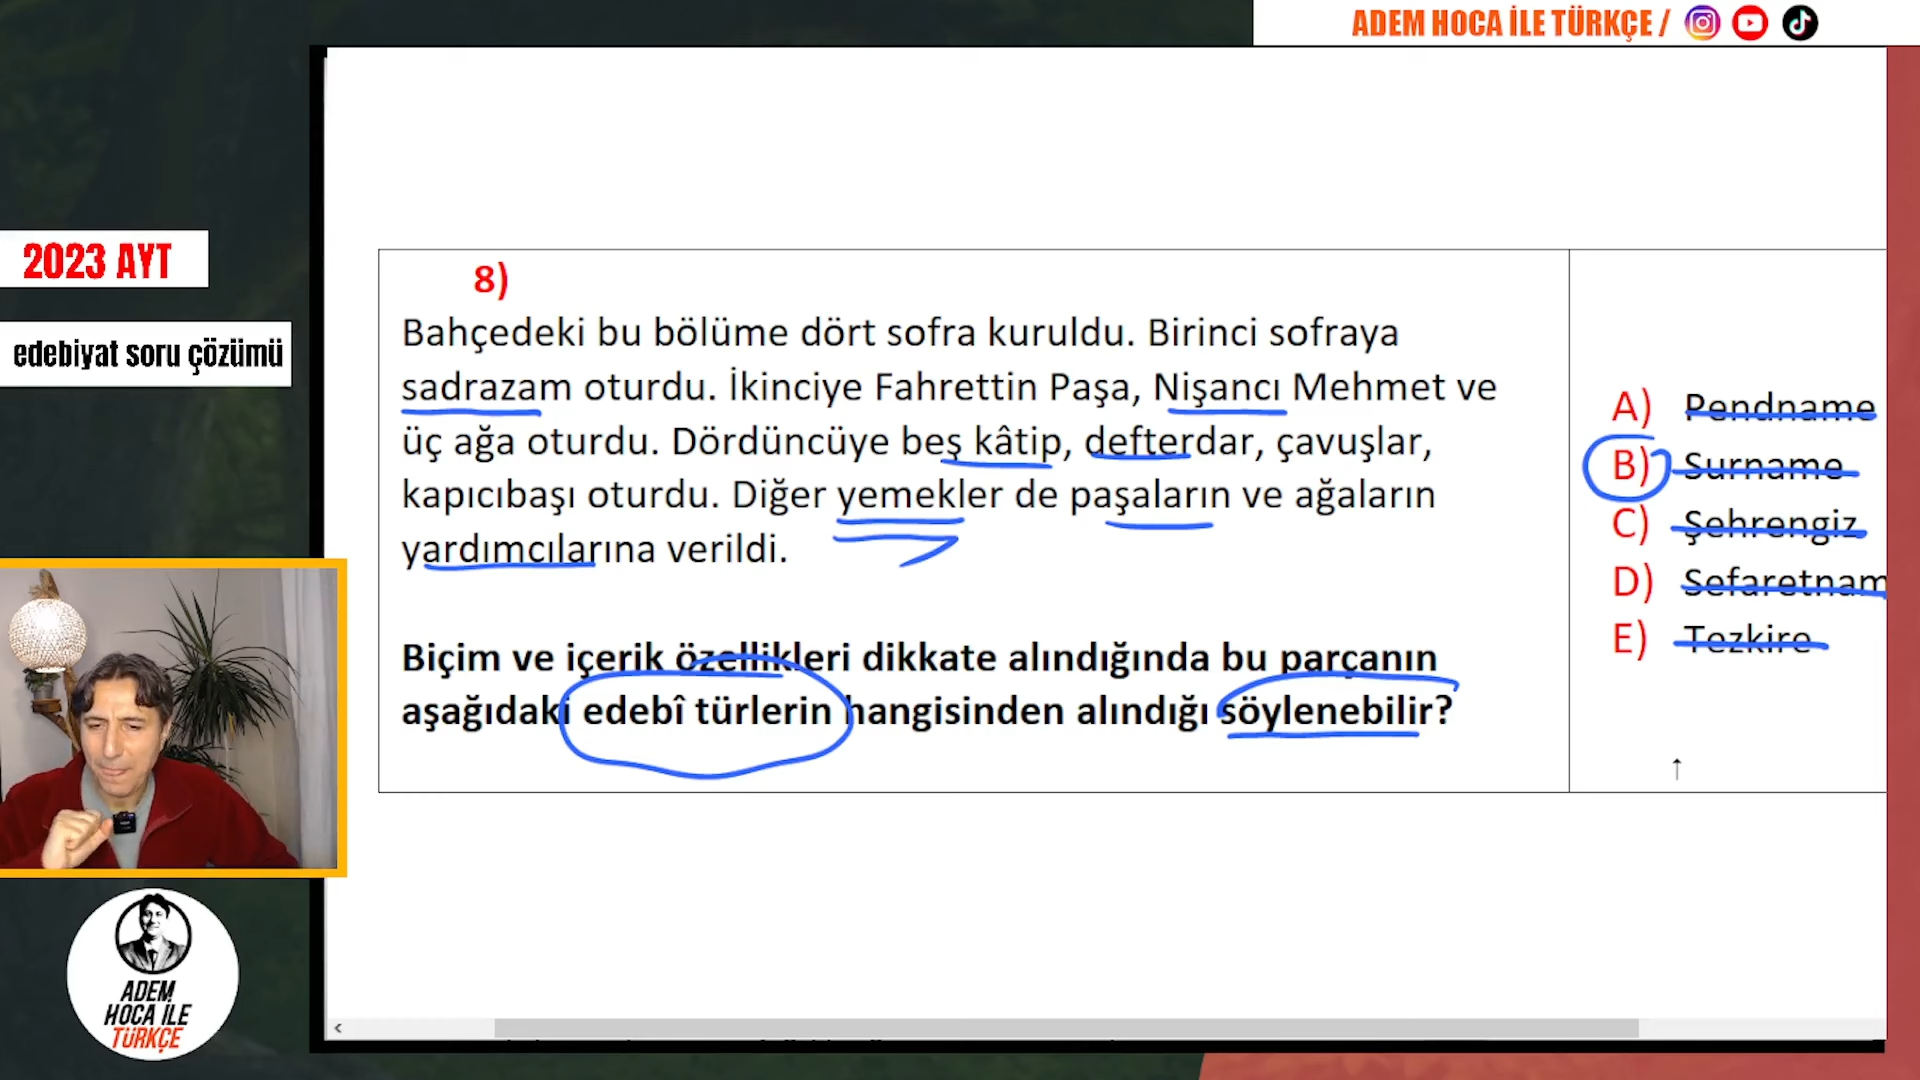 ADEM HOCA İLE TÜRKÇE /
2023 AYT
edebiyat soru çözümü
8)
Bahçedeki bu bölüme dört sofra kuruldu. Birinci sofraya
sadrazam oturdu. İkinciye Fahrettin Paşa, Nişancı Mehmet ve
üç ağa oturdu. Dördüncüye beş kâtip, defterdar, çavuşlar,
kapıcıbaşı oturdu. Diğer yemekler de paşaların ve ağaların
yardımcılarına verildi.
Biçim ve içerik özellikleri dikkate alındığında bu parçanın
aşağıdaki edebî türlerin hangisinden alındığı söylenebilir?
A) Pendname
B) Surname
C) Şehrengiz
D) Sefaretnam
E) Tezkire
ADEM
HOCA İLE
TÜRKÇE